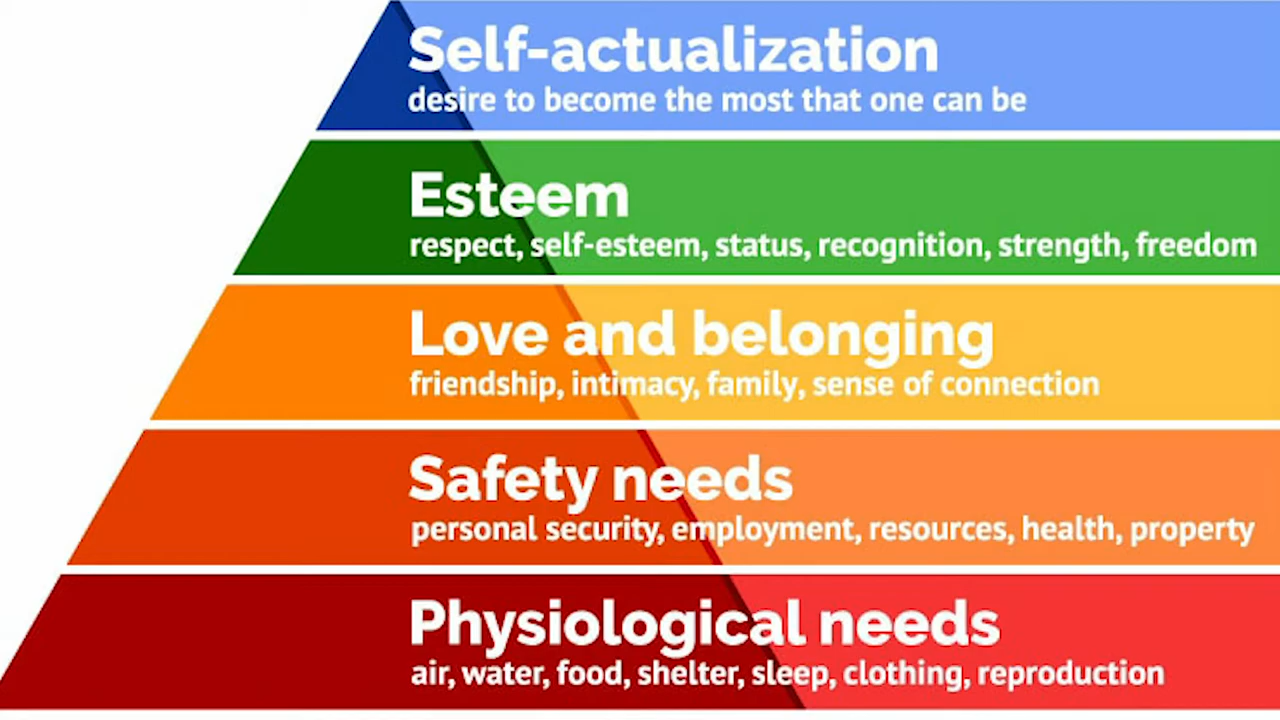 Self-actualization
desire to become the most that one can be
Esteem
respect, self-esteem, status, recognition, strength, freedom
Love and belonging
friendship, intimacy, family, sense of connection
Safety needs
personal security, employment, resources, health, property
Physiological needs
air, water, food, shelter, sleep, clothing, reproduction